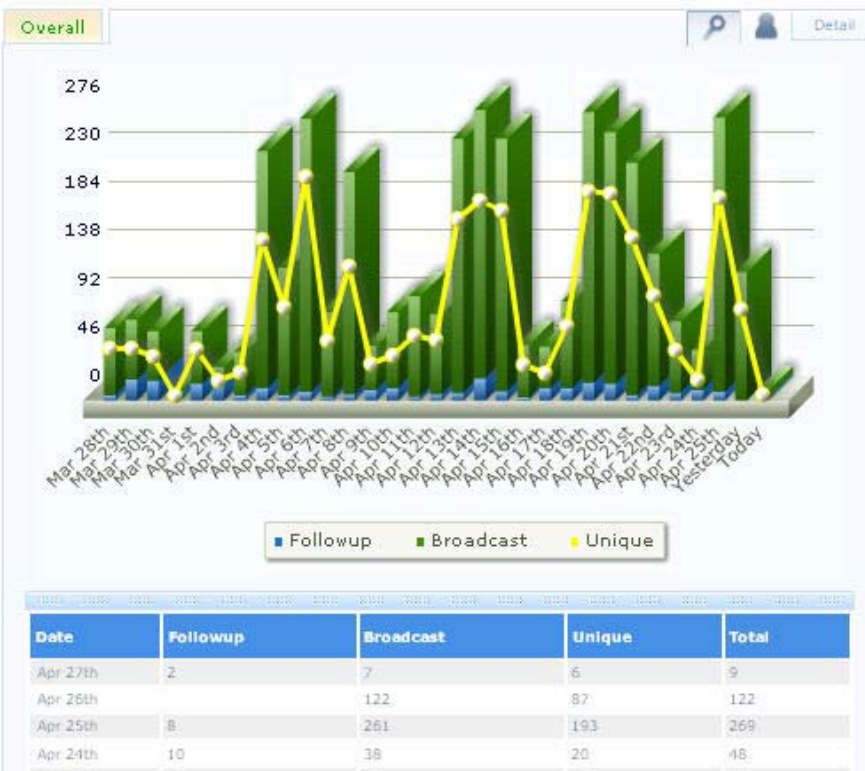 Overall
Detail
276
230
184
138
92
46
0
Mar 28th
Mar 29th
Mar 30th
Mar 31st
Apr 1st
Apr 2nd
Apr 3rd
Apr 4th
Apr 5th
Apr 6th
Apr 7th
Apr 8th
Apr 9th
Apr 10th
Apr 11th
Apr 12th
Apr 13th
Apr 14th
Apr 15th
Apr 16th
Apr 17th
Apr 18th
Apr 19th
Apr 20th
Apr 21st
Apr 22nd
Apr 23rd
Apr 24th
Apr 25th
Yesterday
Today
Followup Broadcast Unique
Date Followup Broadcast Unique Total
Apr 27th 2 7 6 9
Apr 26th 122 87 122
Apr 25th 8 261 193 269
Apr 24th 10 38 20 48